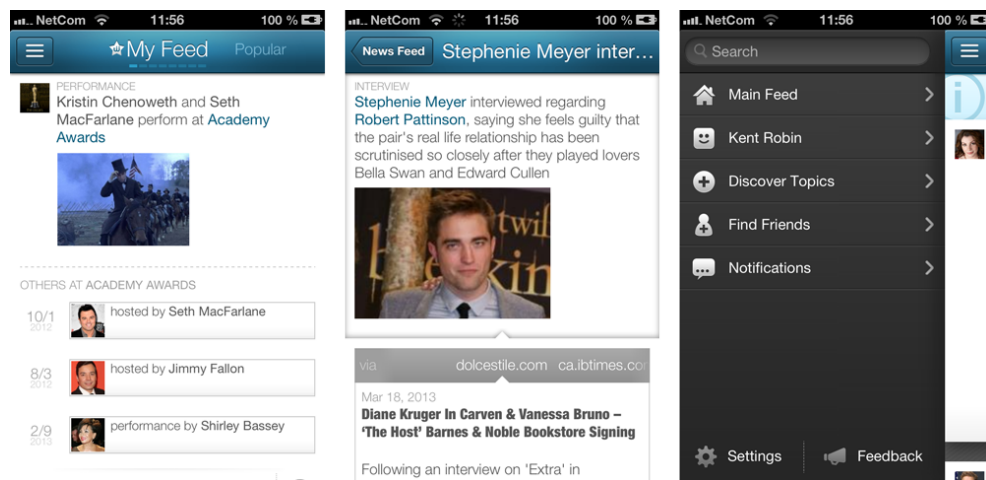 NetCom 11:56 100 %
My Feed Popular
PERFORMANCE
Kristin Chenoweth and Seth
MacFarlane perform at Academy
Awards
OTHERS AT ACADEMY AWARDS
10/1
2012
hosted by Seth MacFarlane
8/3
2012
hosted by Jimmy Fallon
2/9
2013
performance by Shirley Bassey
NetCom 11:56 100 %
News Feed Stephenie Meyer inter...
INTERVIEW
Stephenie Meyer interviewed regarding
Robert Pattinson, saying she feels guilty that
the pair's real life relationship has been
scrutinised so closely after they played lovers
Bella Swan and Edward Cullen
twil
breakin
via dolcestile.com ca.ibtimes.co
Mar 18, 2013
Diane Kruger In Carven & Vanessa Bruno –
‘The Host’ Barnes & Noble Bookstore Signing
Following an interview on 'Extra' in
NetCom 11:56 100 %
Search
Main Feed
Kent Robin
Discover Topics
Find Friends
Notifications
Settings Feedback